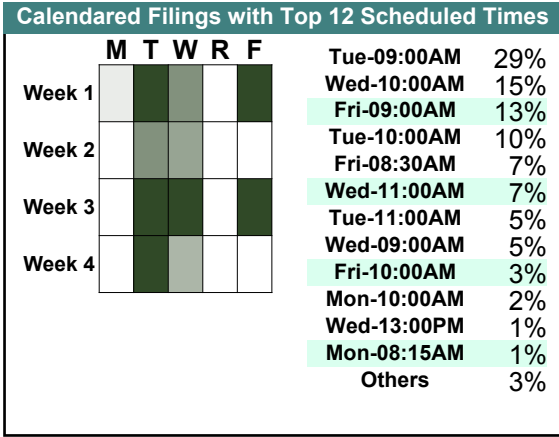 Calendared Filings with Top 12 Scheduled Times
M T W R F
Week 1
Week 2
Week 3
Week 4
Tue-09:00AM 29%
Wed-10:00AM 15%
Fri-09:00AM 13%
Tue-10:00AM 10%
Fri-08:30AM 7%
Wed-11:00AM 7%
Tue-11:00AM 5%
Wed-09:00AM 5%
Fri-10:00AM 3%
Mon-10:00AM 2%
Wed-13:00PM 1%
Mon-08:15AM 1%
Others 3%